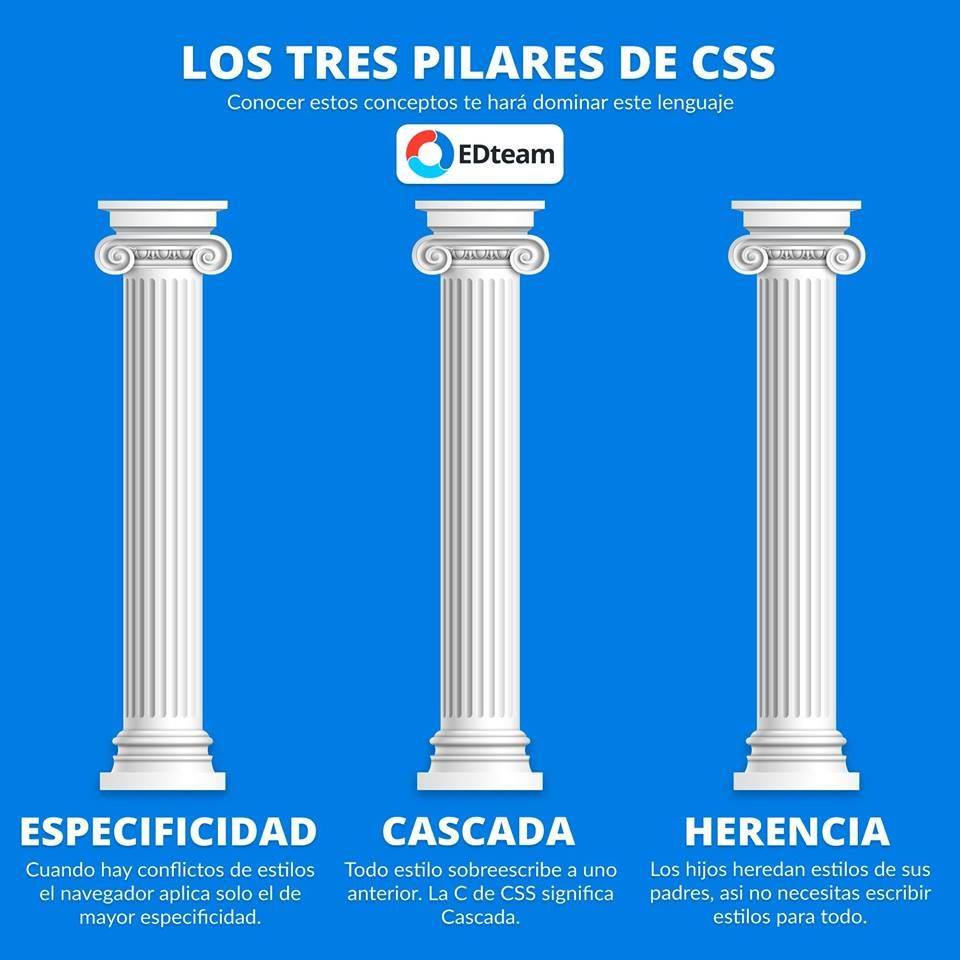 LOS TRES PILARES DE CSS
Conocer estos conceptos te hará dominar este lenguaje
EDteam
ESPECIFICIDAD
Cuando hay conflictos de estilos
el navegador aplica solo el de
mayor especificidad.
CASCADA
Todo estilo sobreescribe a uno
anterior. La C de CSS significa
Cascada.
HERENCIA
Los hijos heredan estilos de sus
padres, asi no necesitas escribir
estilos para todo.